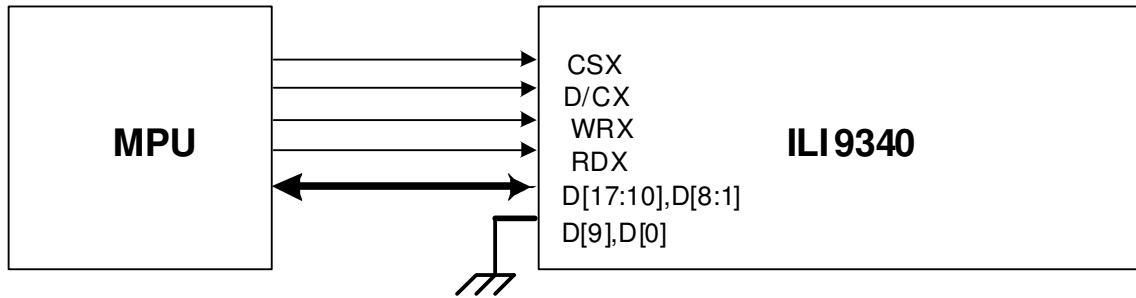 MPU
CSX
D/CX
WRX
RDX
D[17:10],D[8:1]
D[9],D[0]
ILI9340